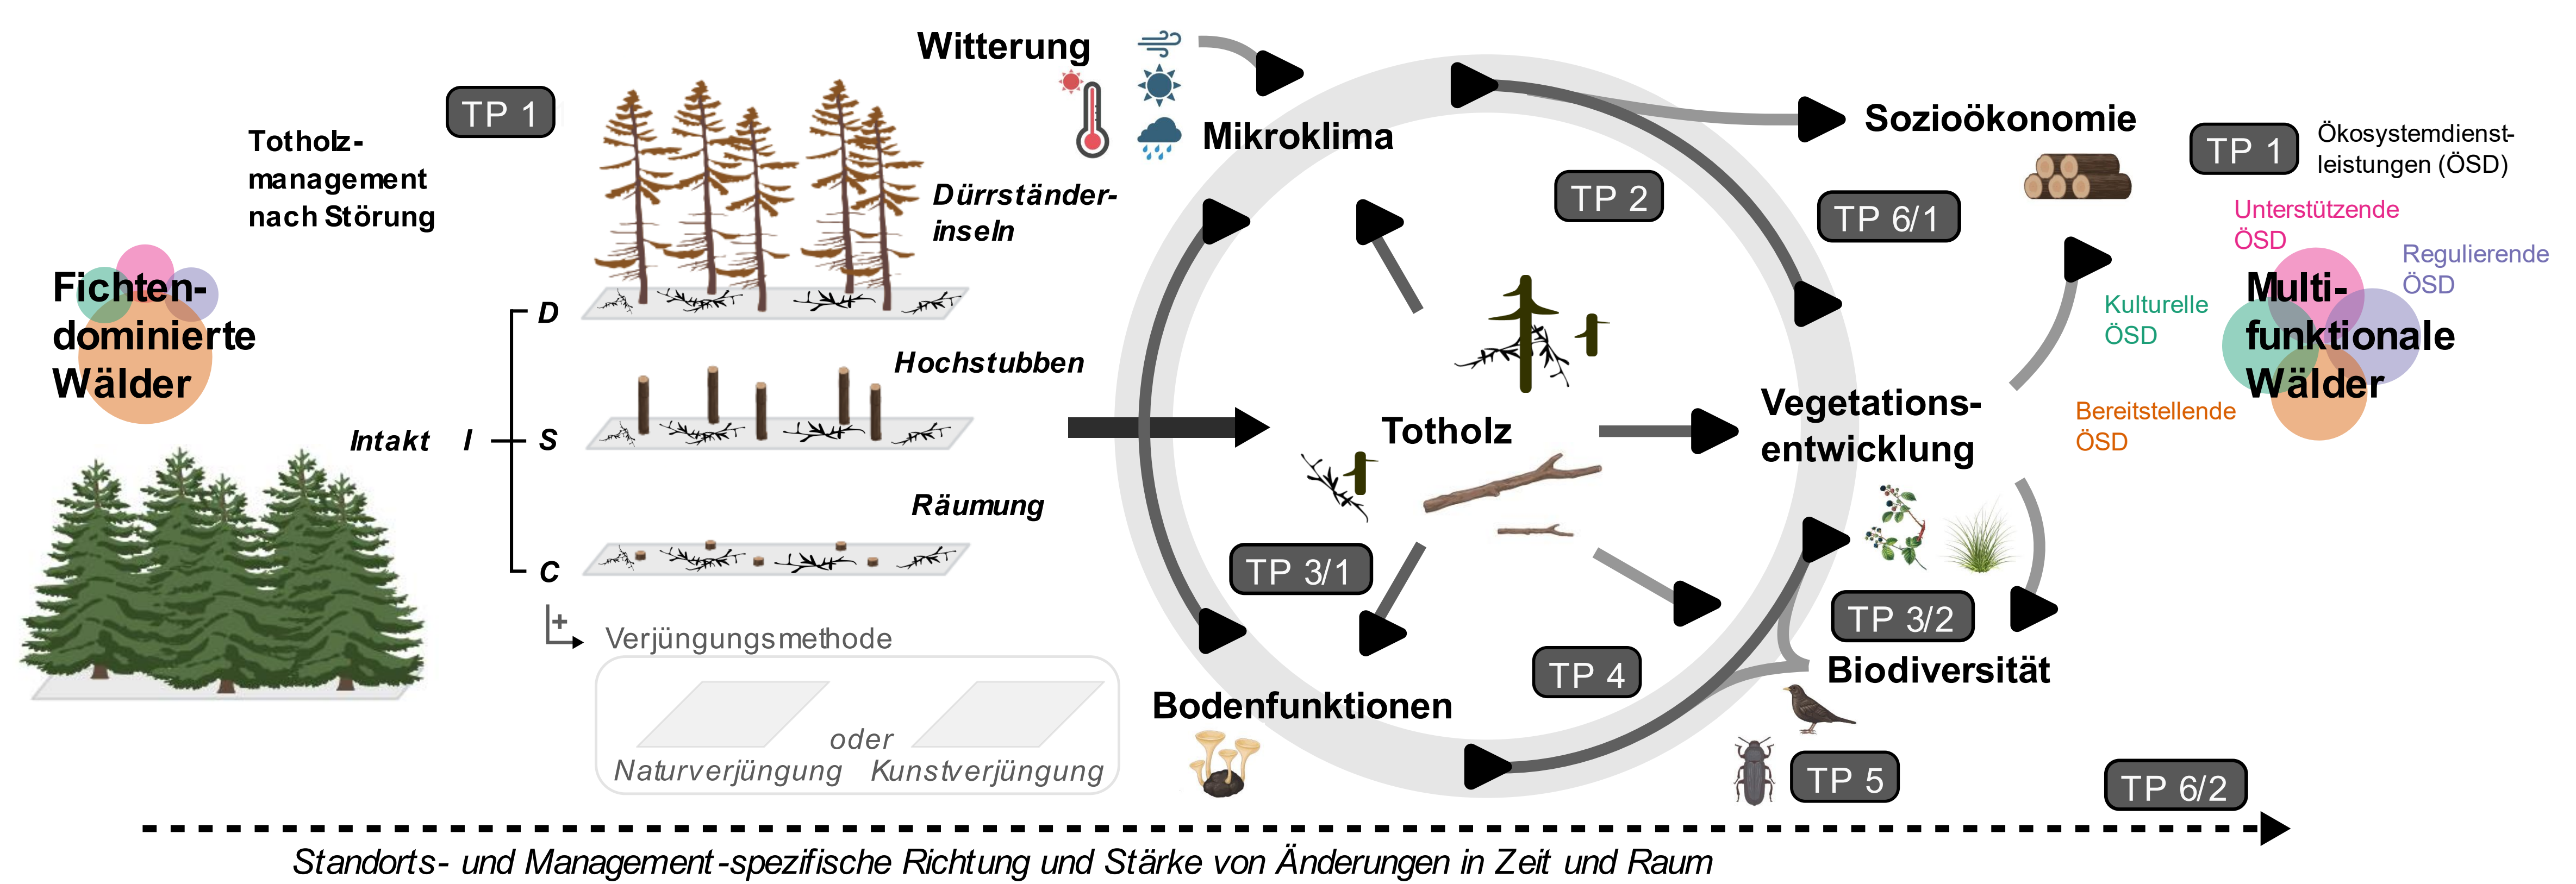 Witterung
TP 1
Totholz-
management
nach Störung
Mikroklima
Dürrständer-
inseln
Fichten-
dominierte
Wälder
D
Hochstubben
Intakt I
S
Räumung
C
+
Verjüngungsmethode
oder
Naturverjüngung
Kunstverjüngung
Totholz
TP 2
TP 3/1
TP 4
Bodenfunktionen
Sozioökonomie
TP 6/1
Vegetations-
entwicklung
TP 3/2
Biodiversität
TP 5
TP 1
Ökosystemdienst-
leistungen (ÖSD)
Unterstützende
ÖSD
Regulierende
ÖSD
Kulturelle
ÖSD
Multi-
funktionale
Wälder
Bereitstellende
ÖSD
TP 6/2
Standorts- und Management-spezifische Richtung und Stärke von Änderungen in Zeit und Raum